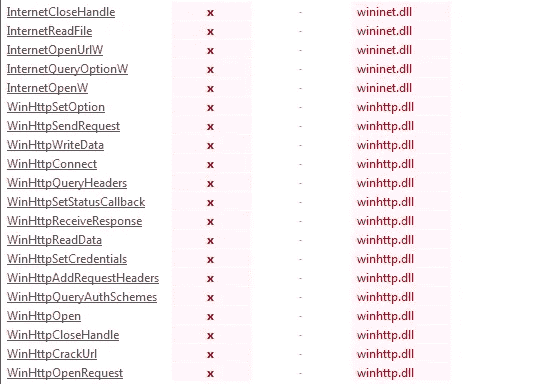 InternetCloseHandle x - wininet.dll
InternetReadFile x - wininet.dll
InternetOpenUrlW x - wininet.dll
InternetQueryOptionW x - wininet.dll
InternetOpenW x - wininet.dll
WinHttpSetOption x - winhttp.dll
WinHttpSendRequest x - winhttp.dll
WinHttpWriteData x - winhttp.dll
WinHttpConnect x - winhttp.dll
WinHttpQueryHeaders x - winhttp.dll
WinHttpSetStatusCallback x - winhttp.dll
WinHttpReceiveResponse x - winhttp.dll
WinHttpReadData x - winhttp.dll
WinHttpSetCredentials x - winhttp.dll
WinHttpAddRequestHeaders x - winhttp.dll
WinHttpQueryAuthSchemes x - winhttp.dll
WinHttpOpen x - winhttp.dll
WinHttpCloseHandle x - winhttp.dll
WinHttpCrackUrl x - winhttp.dll
WinHttpOpenRequest x - winhttp.dll